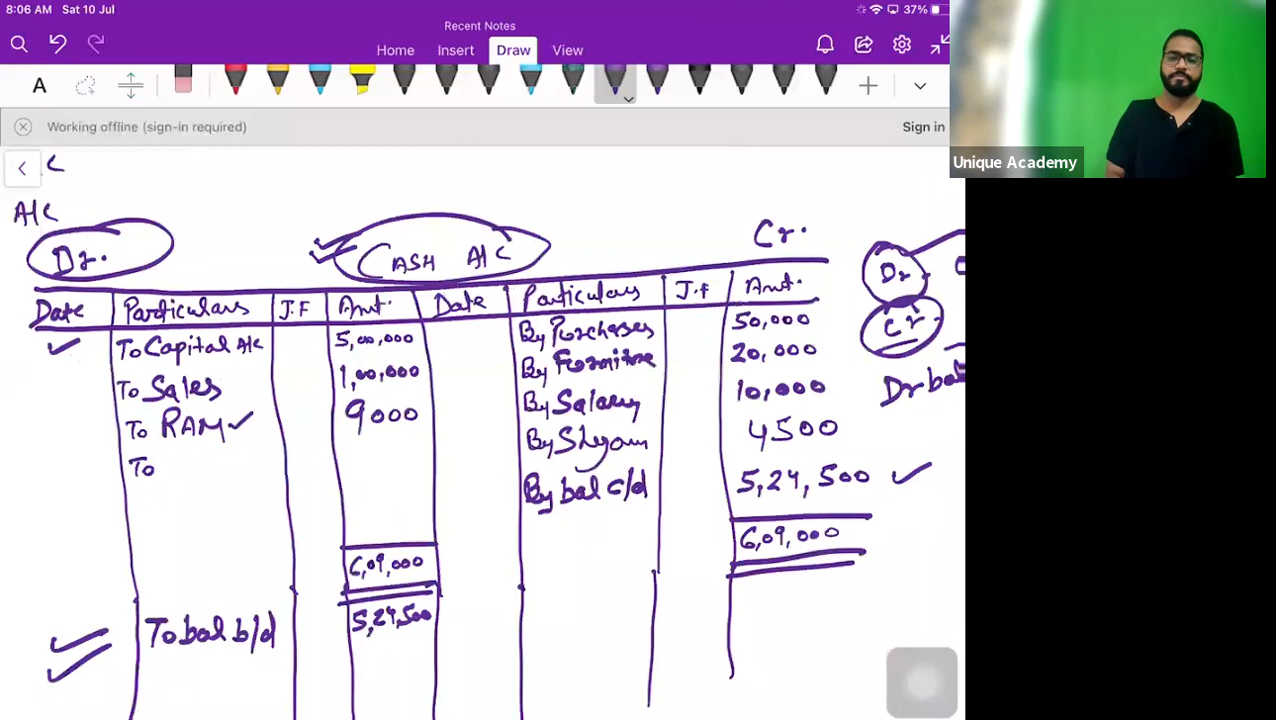 8:06 AM Sat 10 Jul
37%
Recent Notes
Home Insert Draw View
A
Working offline (sign-in required)
Sign in
Unique Academy
A/C
Dr. CASH A/C Cr.
Date Particulars J.F Amt. Date Particulars J.F Amt.
To Capital A/c 5,00,000 By Purchases 50,000
To Sales 1,00,000 By Furniture 20,000
To RAM 9000 By Salary 10,000
To By Shyam 4500
By bal c/d 5,24,500
6,09,000 6,09,000
To bal b/d 5,24,500
Dr.
Cr.
Dr bal